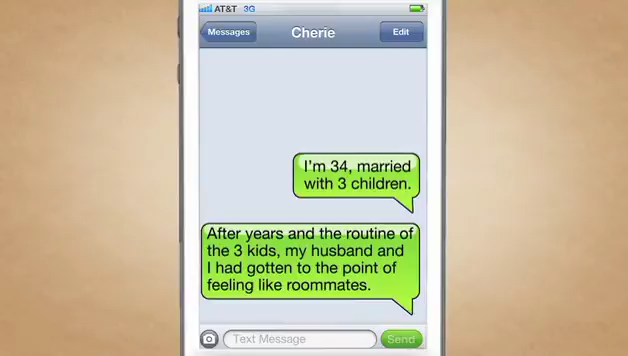 AT&T 3G
Messages Cherie Edit
I'm 34, married
with 3 children.
After years and the routine of
the 3 kids, my husband and
I had gotten to the point of
feeling like roommates.
Text Message Send